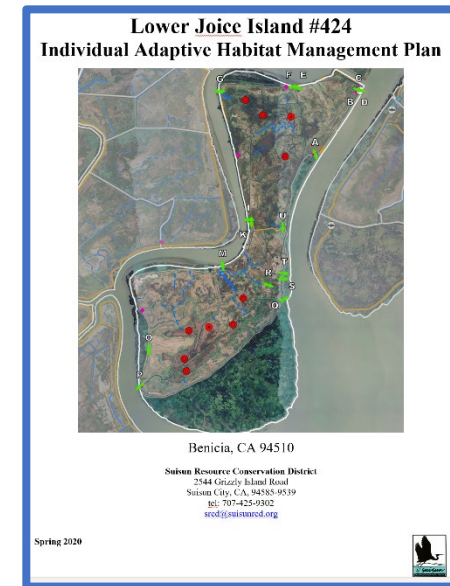 Lower Joice Island #424
Individual Adaptive Habitat Management Plan
G
F E
C
B D
A
I
U
K
M
T
R
S
Q
O
P
Benicia, CA 94510
Suisun Resource Conservation District
2544 Grizzly Island Road
Suisun City, CA, 94585-9539
tel: 707-425-9302
srcd@suisunrcd.org
Spring 2020